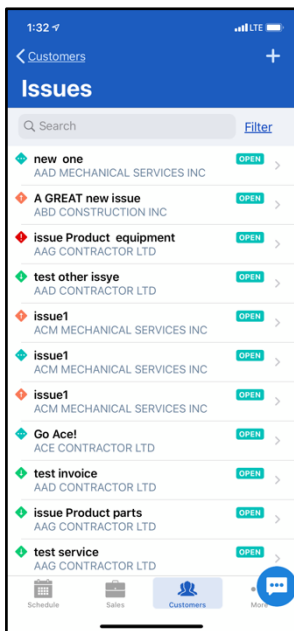 1:32
LTE
Customers
Issues
Search
Filter
new one
OPEN
AAD MECHANICAL SERVICES INC
A GREAT new issue
OPEN
ABD CONSTRUCTION INC
issue Product equipment
OPEN
AAG CONTRACTOR LTD
test other issye
OPEN
AAD CONTRACTOR LTD
issue1
OPEN
ACM MECHANICAL SERVICES INC
issue1
OPEN
ACM MECHANICAL SERVICES INC
issue1
OPEN
ACM MECHANICAL SERVICES INC
Go Ace!
OPEN
ACE CONTRACTOR LTD
test invoice
OPEN
AAD CONTRACTOR LTD
issue Product parts
OPEN
AAG CONTRACTOR LTD
test service
OPEN
AAG CONTRACTOR LTD
Schedule
Sales
Customers
More